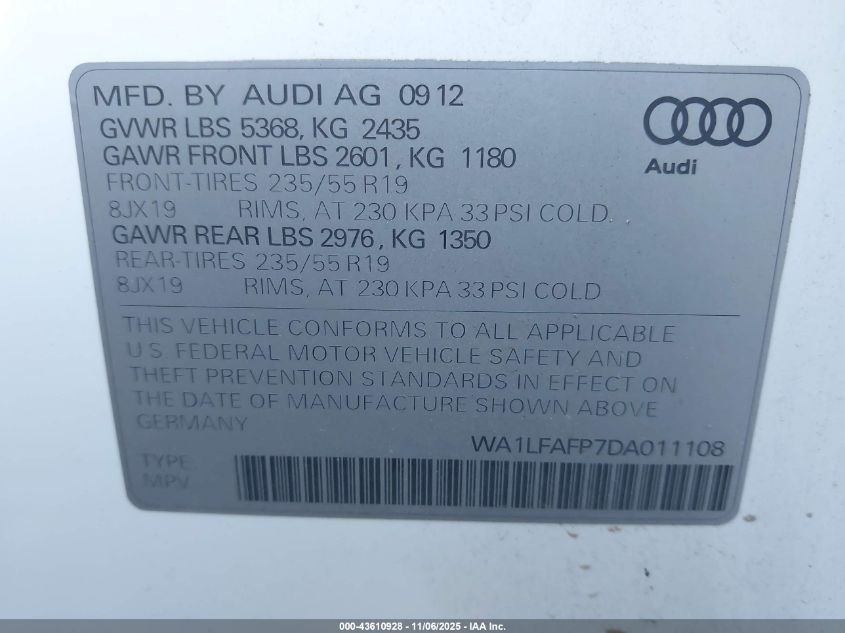 MFD. BY AUDI AG 09 12
GVWR LBS 5368, KG 2435
GAWR FRONT LBS 2601, KG 1180
FRONT-TIRES 235/55 R19
8JX19 RIMS, AT 230 KPA 33 PSI COLD.
GAWR REAR LBS 2976, KG 1350
REAR-TIRES 235/55 R19
8JX19 RIMS, AT 230 KPA 33 PSI COLD
Audi
THIS VEHICLE CONFORMS TO ALL APPLICABLE
U.S. FEDERAL MOTOR VEHICLE SAFETY AND
THEFT PREVENTION STANDARDS IN EFFECT ON
THE DATE OF MANUFACTURE SHOWN ABOVE.
GERMANY
WA1LFAFP7DA011108
TYPE:
MPV
000-43610928 - 11/06/2025 - IAA Inc.